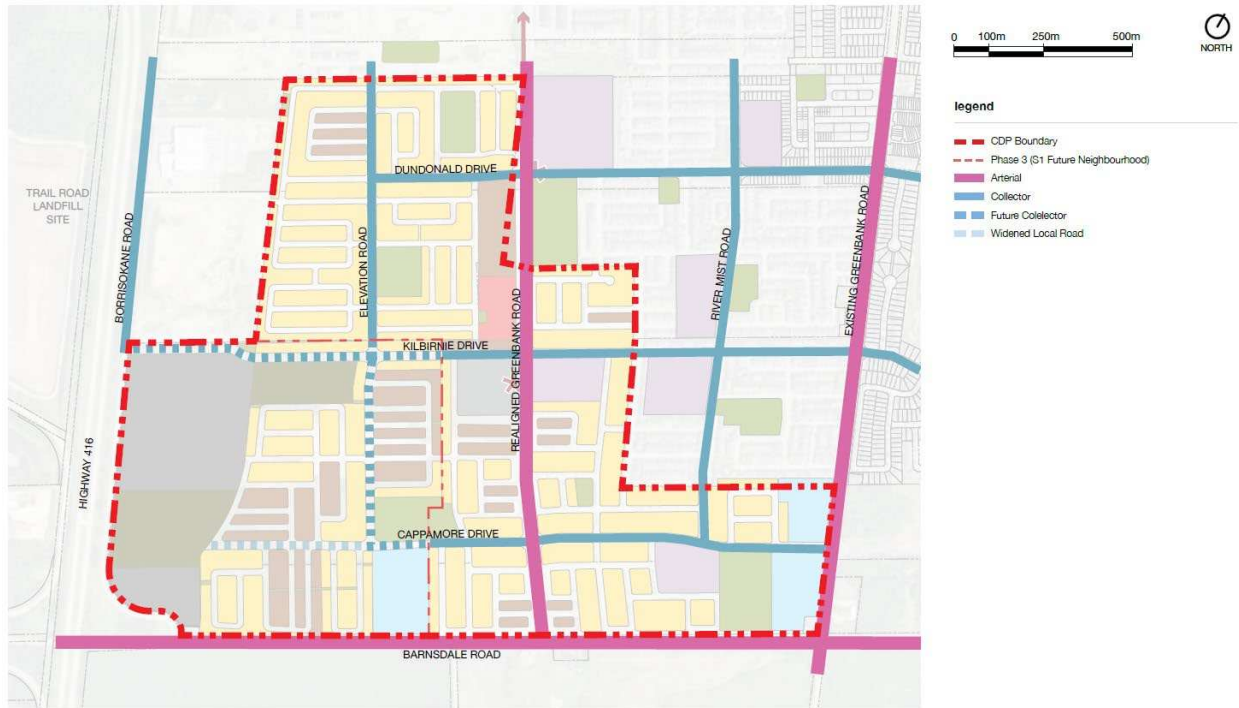 0 100m 250m 500m
NORTH
legend
CDP Boundary
Phase 3 (S1 Future Neighbourhood)
Arterial
Collector
Future Colelector
Widened Local Road
TRAIL ROAD
LANDFILL
SITE
BORRISOKANE ROAD
DUNDONALD DRIVE
ELEVATION ROAD
RIVER MIST ROAD
EXISTING GREENBANK ROAD
KILBIRNIE DRIVE
REALIGNED GREENBANK ROAD
HIGHWAY 416
CAPPAMORE DRIVE
BARNSDALE ROAD